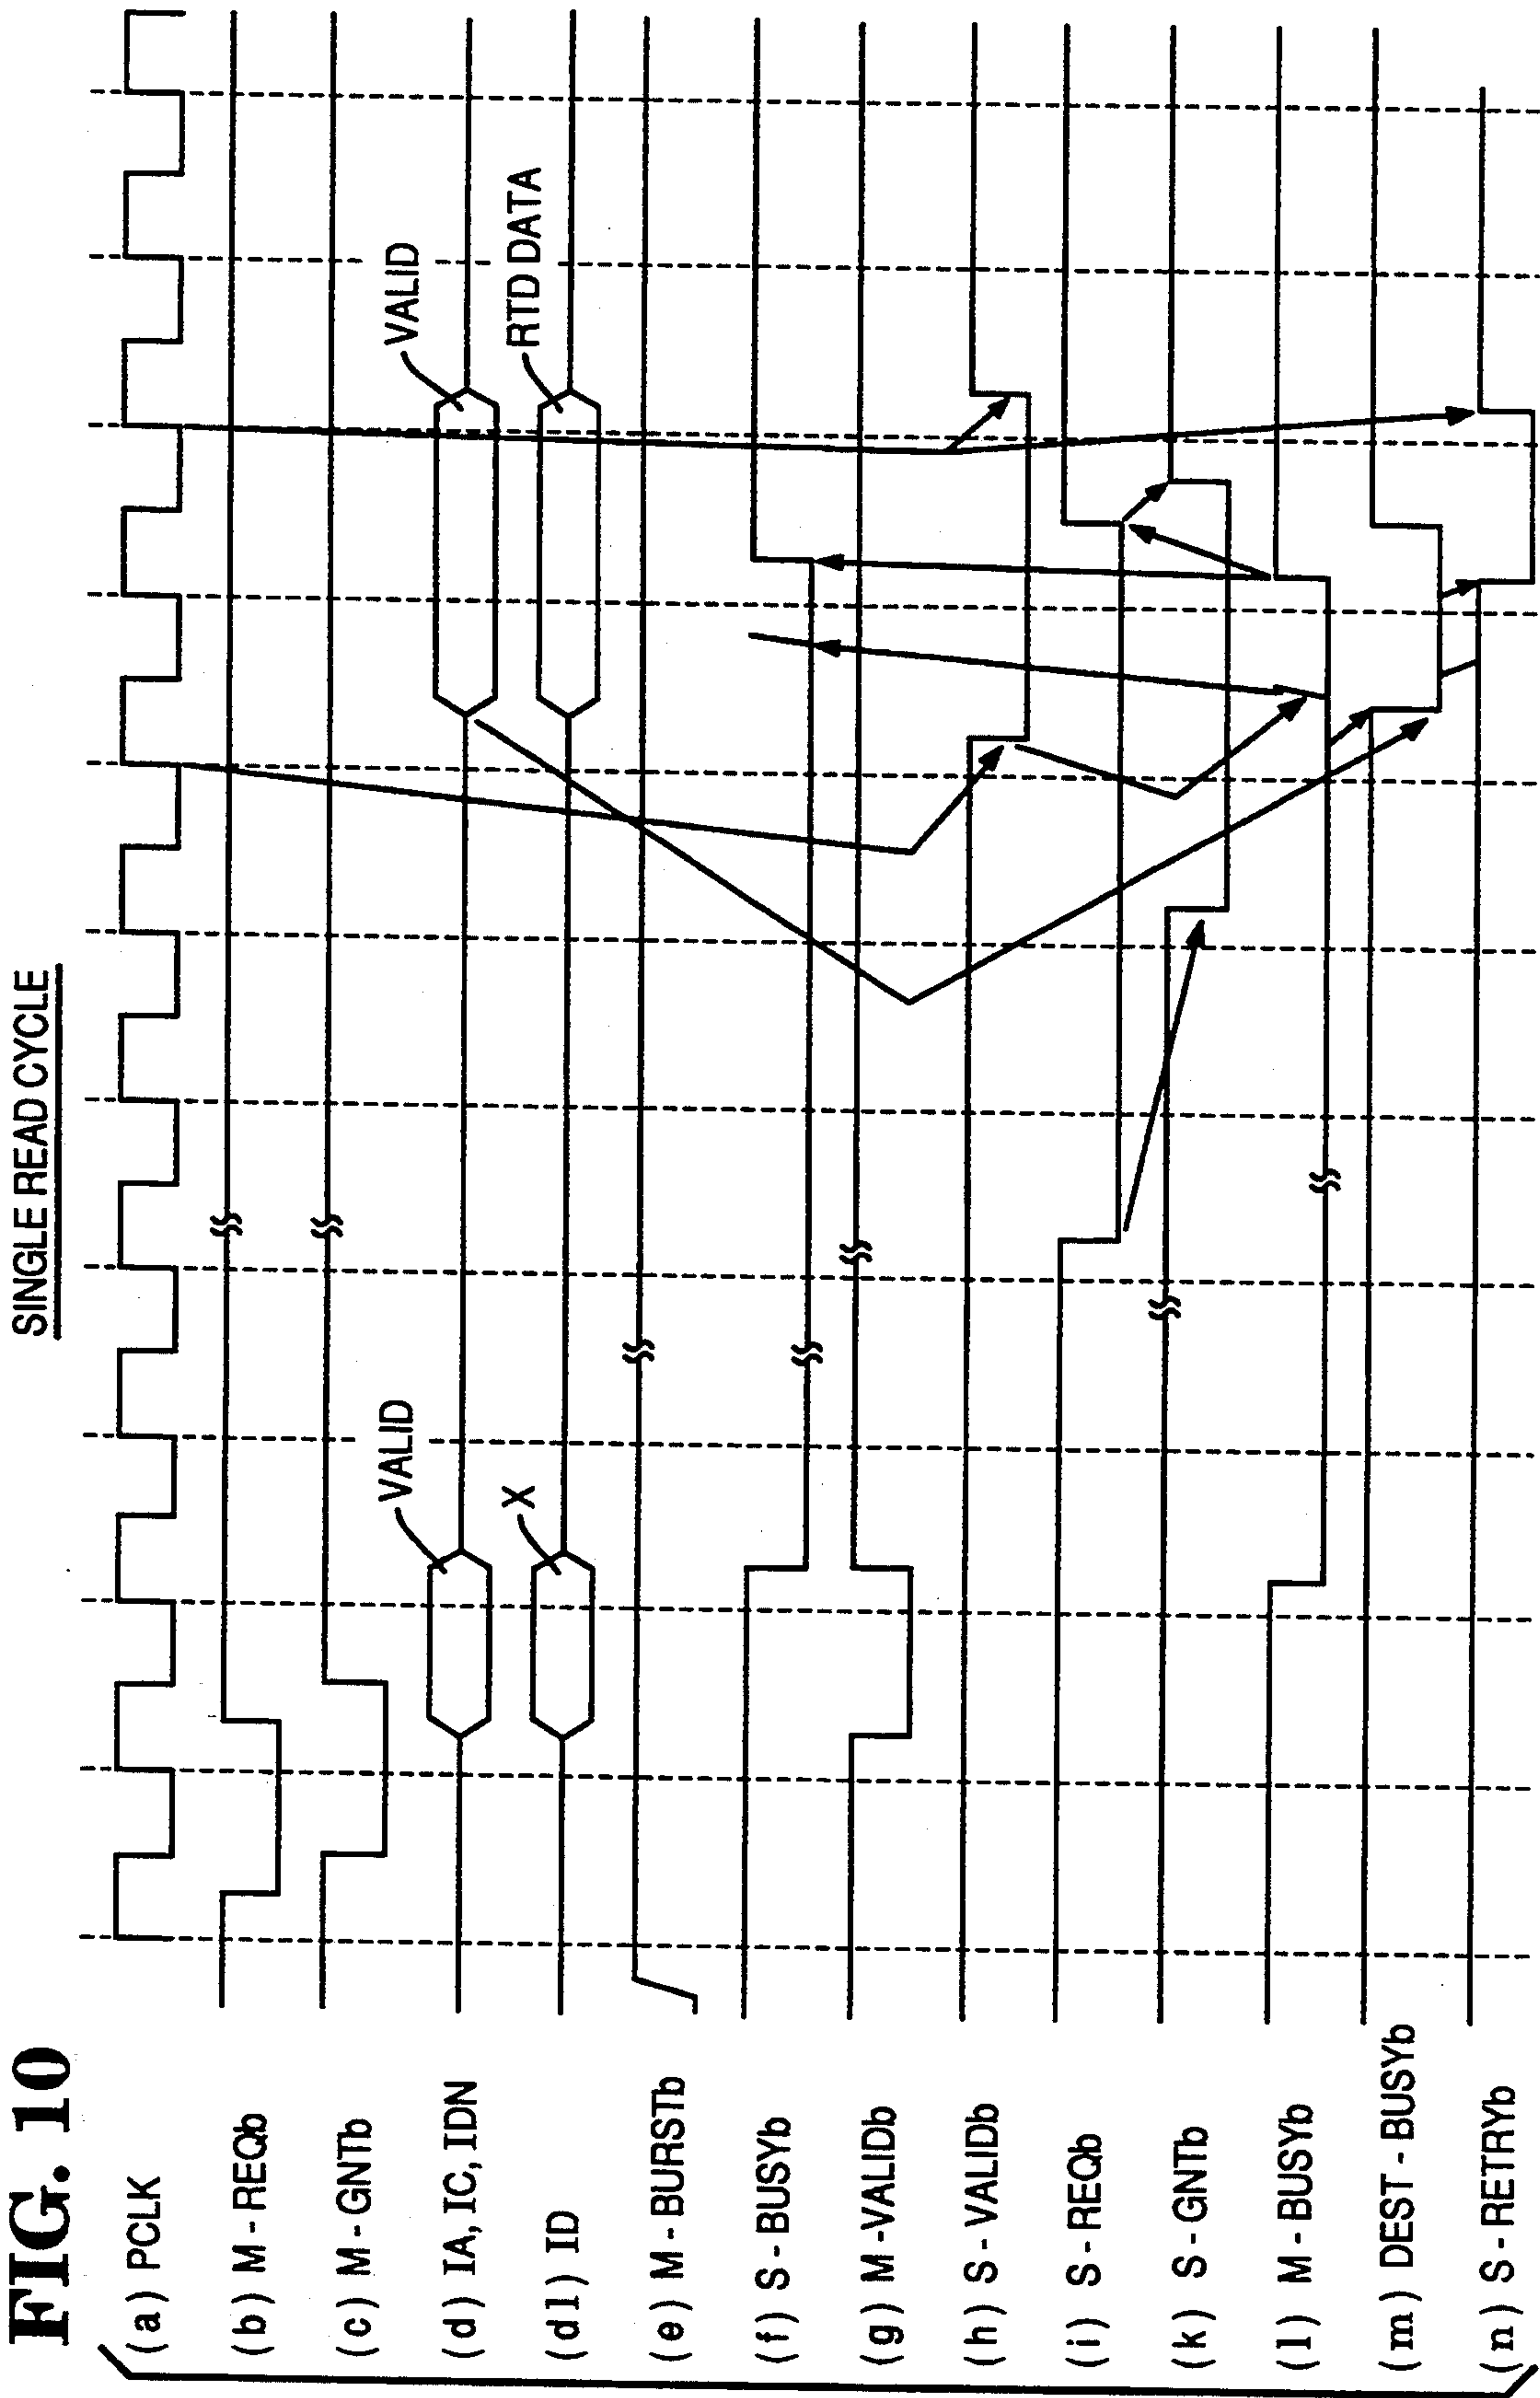 FIG. 10
SINGLE READ CYCLE
(a) PCLK
(b) M - REQb
(c) M - GNTb
(d) IA, IC, IDN
VALID
VALID
(d1) ID
X
RTD DATA
(e) M - BURSTb
(f) S - BUSYb
(g) M - VALIDb
(h) S - VALIDb
(i) S - REQb
(k) S - GNTb
(l) M - BUSYb
(m) DEST - BUSYb
(n) S - RETRYb